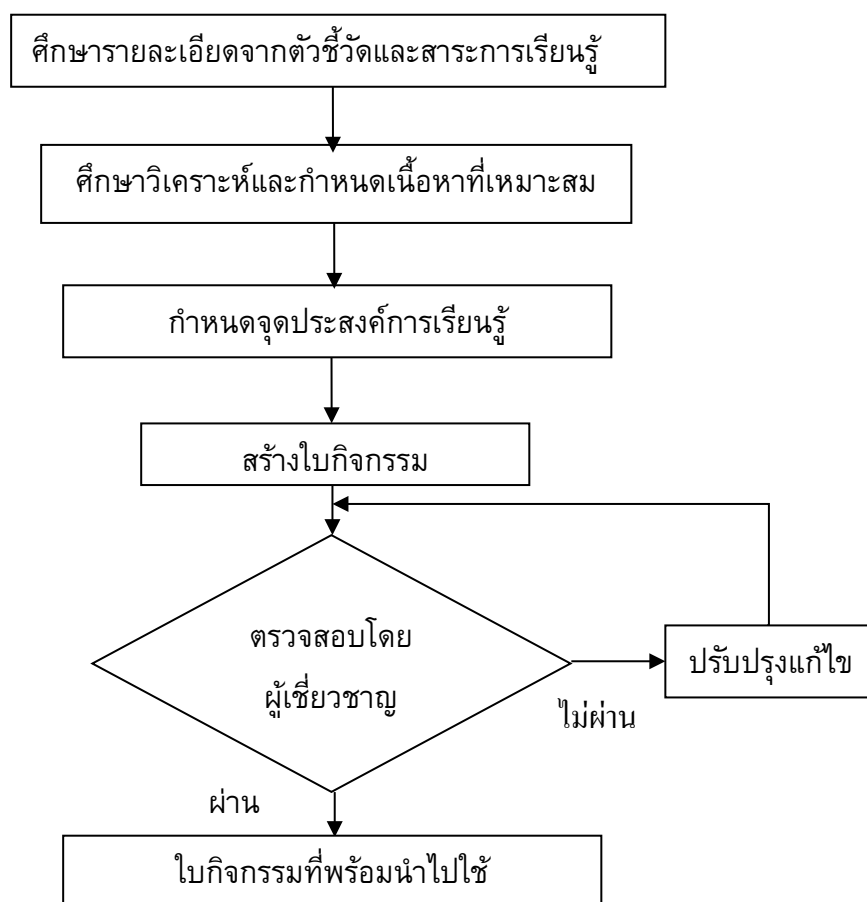 ศึกษารายละเอียดจากตัวชี้วัดและสาระการเรียนรู้
ศึกษาวิเคราะห์และกำหนดเนื้อหาที่เหมาะสม
กำหนดจุดประสงค์การเรียนรู้
สร้างใบกิจกรรม
ตรวจสอบโดย
ผู้เชี่ยวชาญ
ปรับปรุงแก้ไข
ไม่ผ่าน
ผ่าน
ใบกิจกรรมที่พร้อมนำไปใช้